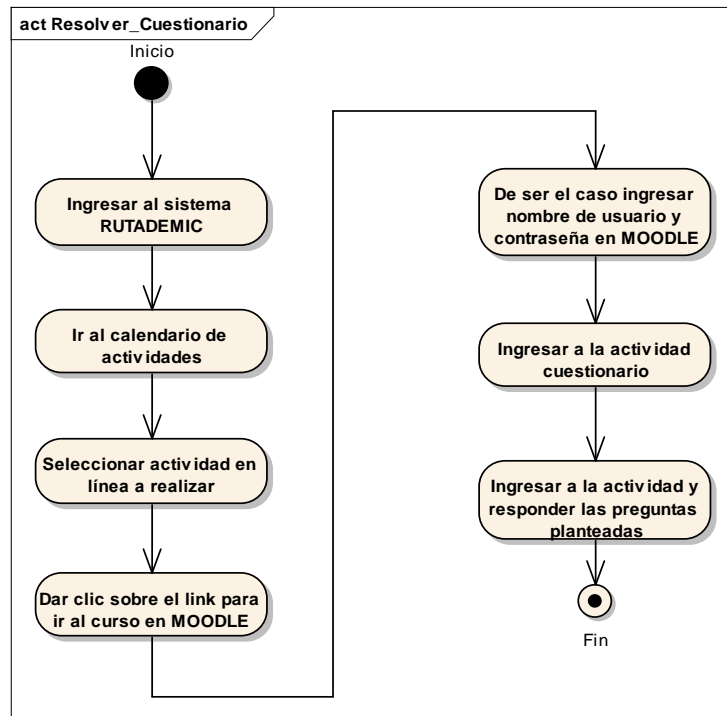 act Resolver_Cuestionario
Inicio
Ingresar al sistema
RUTADEMIC
Ir al calendario de
actividades
Seleccionar actividad en
línea a realizar
Dar clic sobre el link para
ir al curso en MOODLE
De ser el caso ingresar
nombre de usuario y
contraseña en MOODLE
Ingresar a la actividad
cuestionario
Ingresar a la actividad y
responder las preguntas
planteadas
Fin